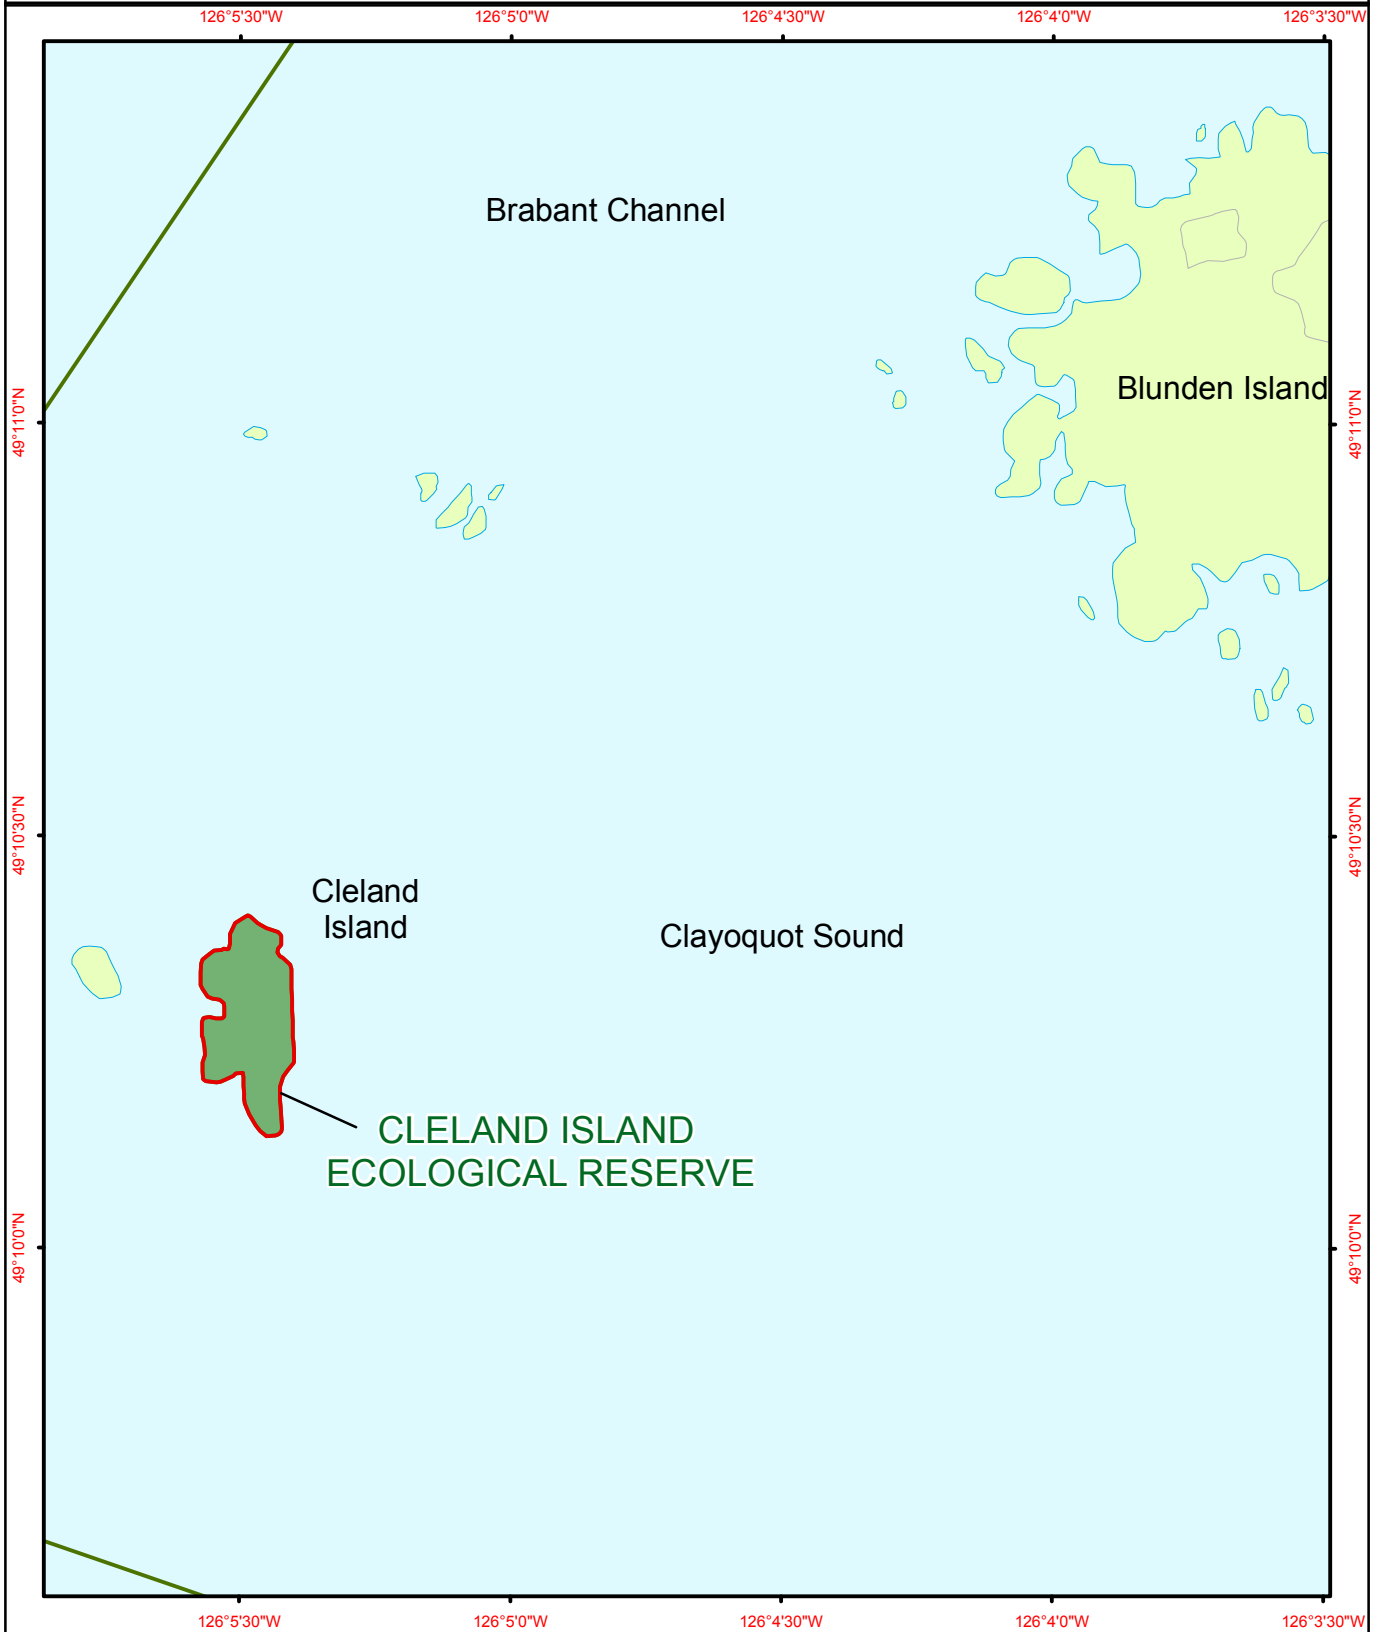 126°5'30"W
126°5'0"W
126°4'30"W
126°4'0"W
126°3'30"W
Brabant Channel
Blunden Island
49°11'0"N
49°11'0"N
49°10'30"N
49°10'30"N
Cleland
Island
Clayoquot Sound
CLELAND ISLAND
ECOLOGICAL RESERVE
49°10'0"N
49°10'0"N
126°5'30"W
126°5'0"W
126°4'30"W
126°4'0"W
126°3'30"W